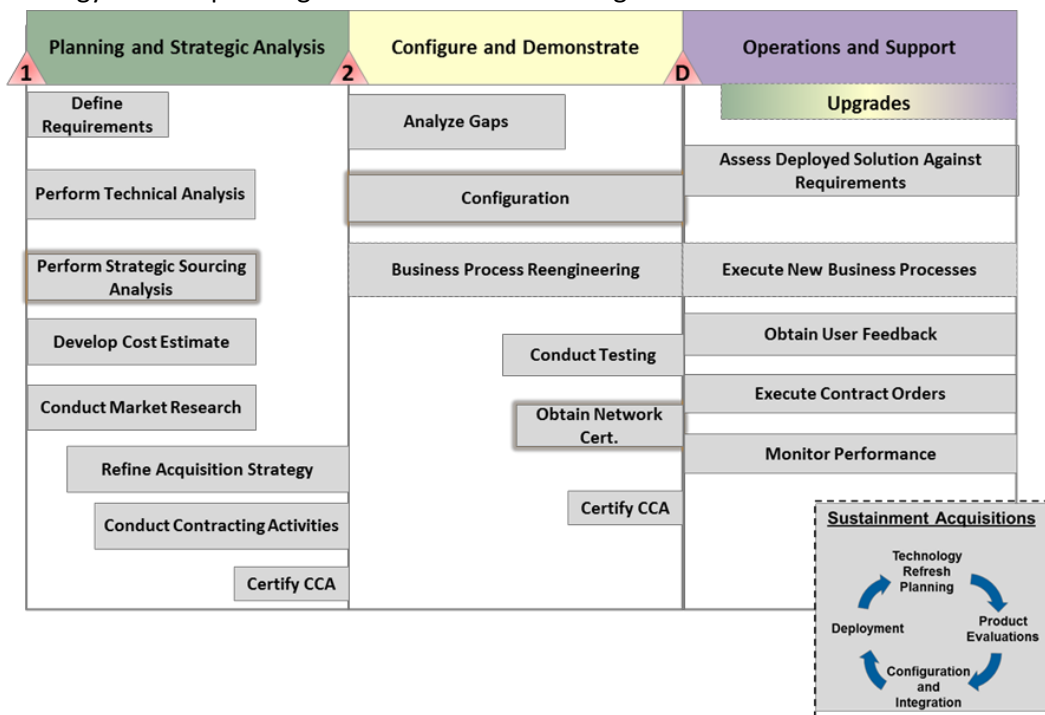 Planning and Strategic Analysis
Configure and Demonstrate
Operations and Support
1
2
D
Define
Requirements
Perform Technical Analysis
Perform Strategic Sourcing
Analysis
Develop Cost Estimate
Conduct Market Research
Refine Acquisition Strategy
Conduct Contracting Activities
Certify CCA
Analyze Gaps
Configuration
Business Process Reengineering
Conduct Testing
Obtain Network
Cert.
Certify CCA
Upgrades
Assess Deployed Solution Against
Requirements
Execute New Business Processes
Obtain User Feedback
Execute Contract Orders
Monitor Performance
Sustainment Acquisitions
Technology
Refresh
Planning
Product
Evaluations
Configuration
and
Integration
Deployment